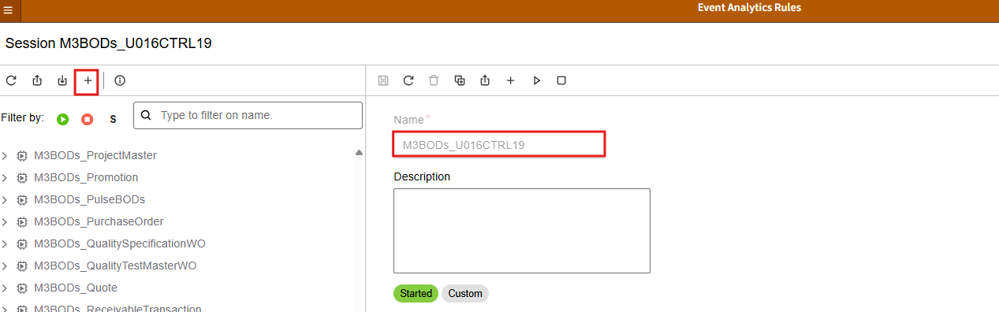 Event Analytics Rules
Session M3BODs_U016CTRL19
Filter by:
S
Type to filter on name.
M3BODs_ProjectMaster
M3BODs_Promotion
M3BODs_PulseBODs
M3BODs_PurchaseOrder
M3BODs_QualitySpecificationWO
M3BODs_QualityTestMasterWO
M3BODs_Quote
M3BODs_ReceivableTransaction
Name *
M3BODs_U016CTRL19
Description
Started Custom